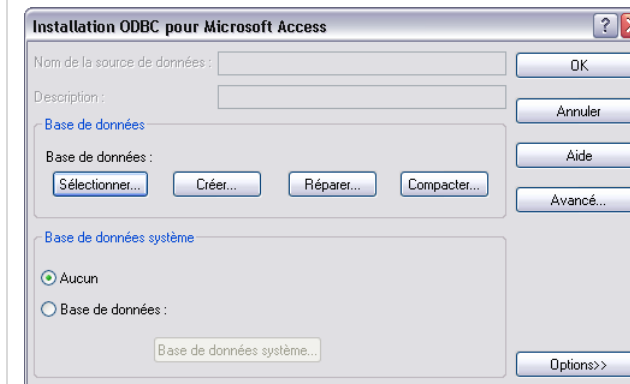 Installation ODBC pour Microsoft Access ?
Nom de la source de données :
OK
Description :
Annuler
Base de données
Base de données :
Aide
Sélectionner... Créer... Réparer... Compacter...
Avancé...
Base de données système
Aucun
Base de données :
Base de données système...
Options>>